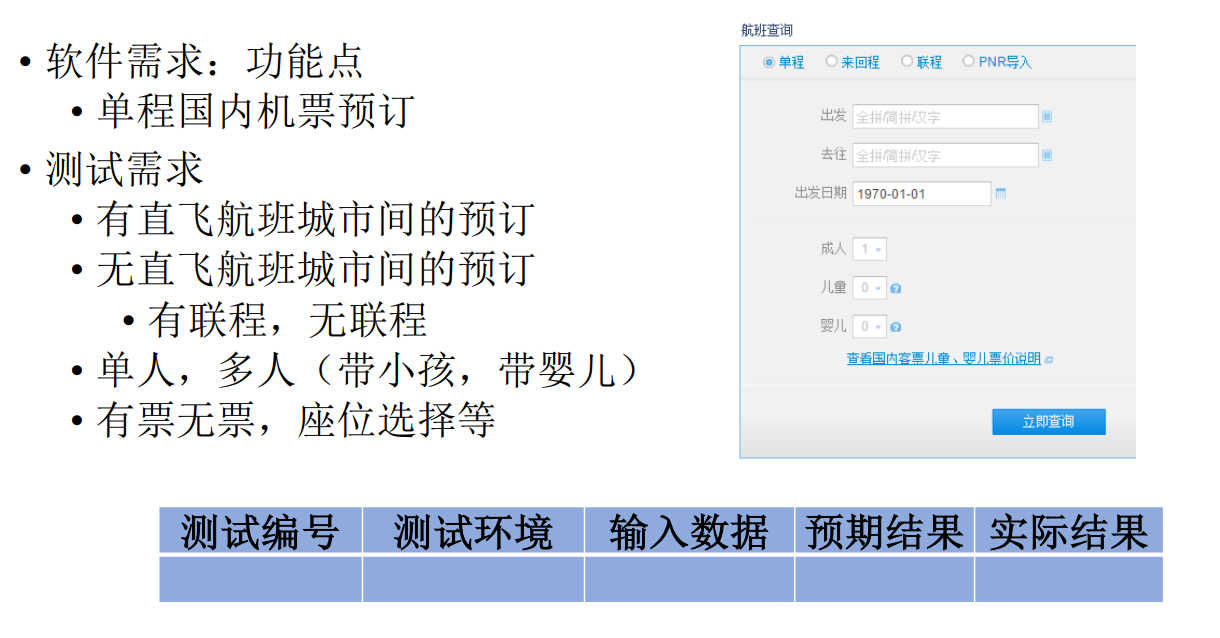 • 软件需求：功能点
• 单程国内机票预订
• 测试需求
• 有直飞航班城市间的预订
• 无直飞航班城市间的预订
• 有联程，无联程
• 单人，多人（带小孩，带婴儿）
• 有票无票，座位选择等
航班查询
单程 来回程 联程 PNR导入
出发 全拼/简拼/汉字
去往 全拼/简拼/汉字
出发日期 1970-01-01
成人 1
儿童 0 ?
婴儿 0 ?
查看国内客票儿童、婴儿票价说明
立即查询
测试编号 测试环境 输入数据 预期结果 实际结果